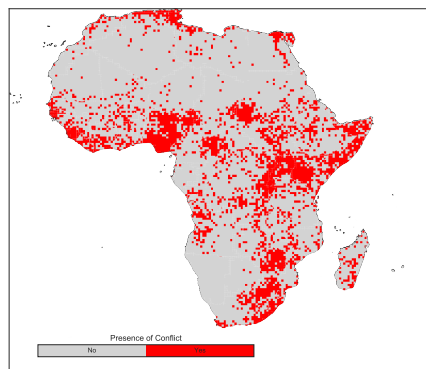 Presence of Conflict
No Yes